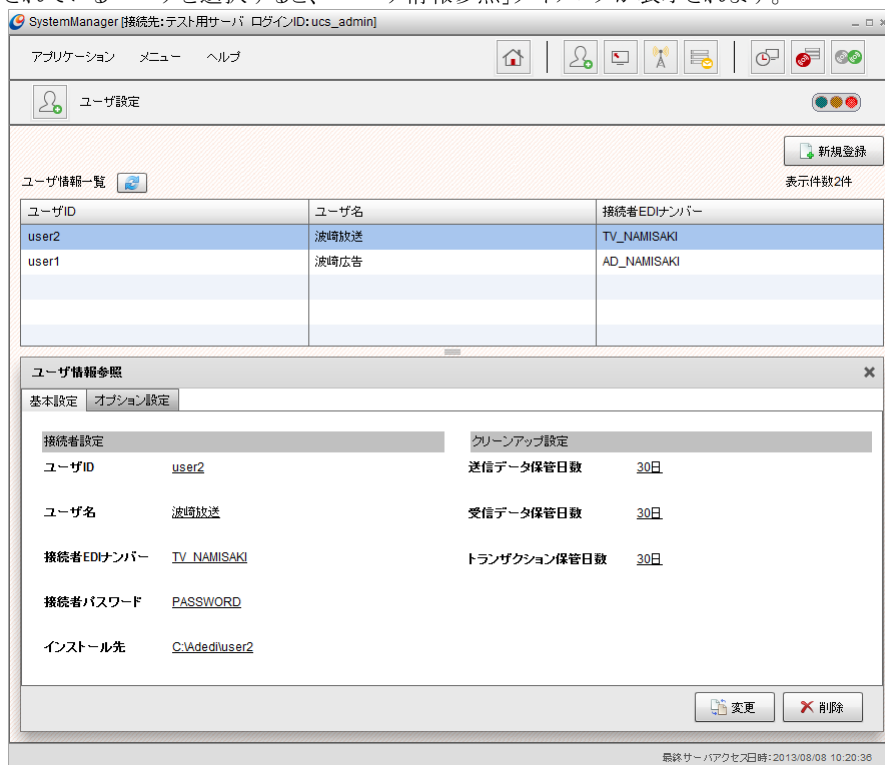 SystemManager [接続先:テスト用サーバ ログインID:ucs_admin]
アプリケーション メニュー ヘルプ
ユーザ設定
新規登録
ユーザ情報一覧
表示件数2件
ユーザID ユーザ名 接続者EDIナンバー
user2 波崎放送 TV_NAMISAKI
user1 波崎広告 AD_NAMISAKI
ユーザ情報参照
基本設定 オプション設定
接続者設定 クリーンアップ設定
ユーザID user2 送信データ保管日数 30日
ユーザ名 波崎放送 受信データ保管日数 30日
接続者EDIナンバー TV_NAMISAKI トランザクション保管日数 30日
接続者パスワード PASSWORD
インストール先 C:\Adedi\user2
変更 削除
最終サーバアクセス日時:2013/08/08 10:20:36